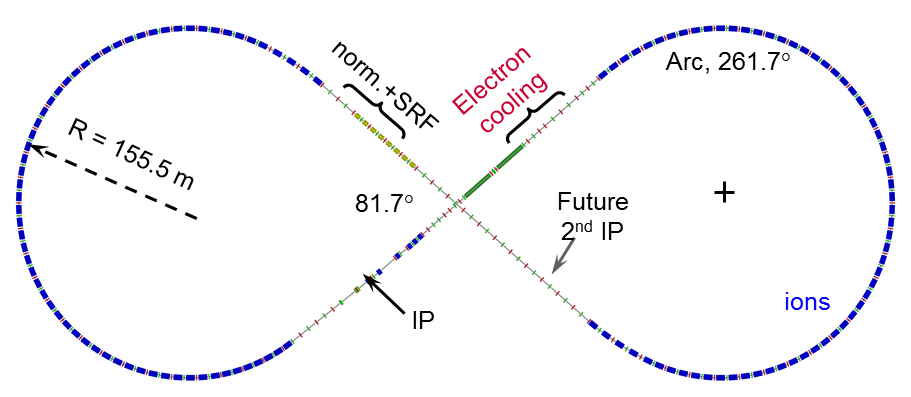 norm.+SRF
Electron
cooling
Arc, 261.7°
R = 155.5 m
81.7°
Future
2nd IP
IP
ions